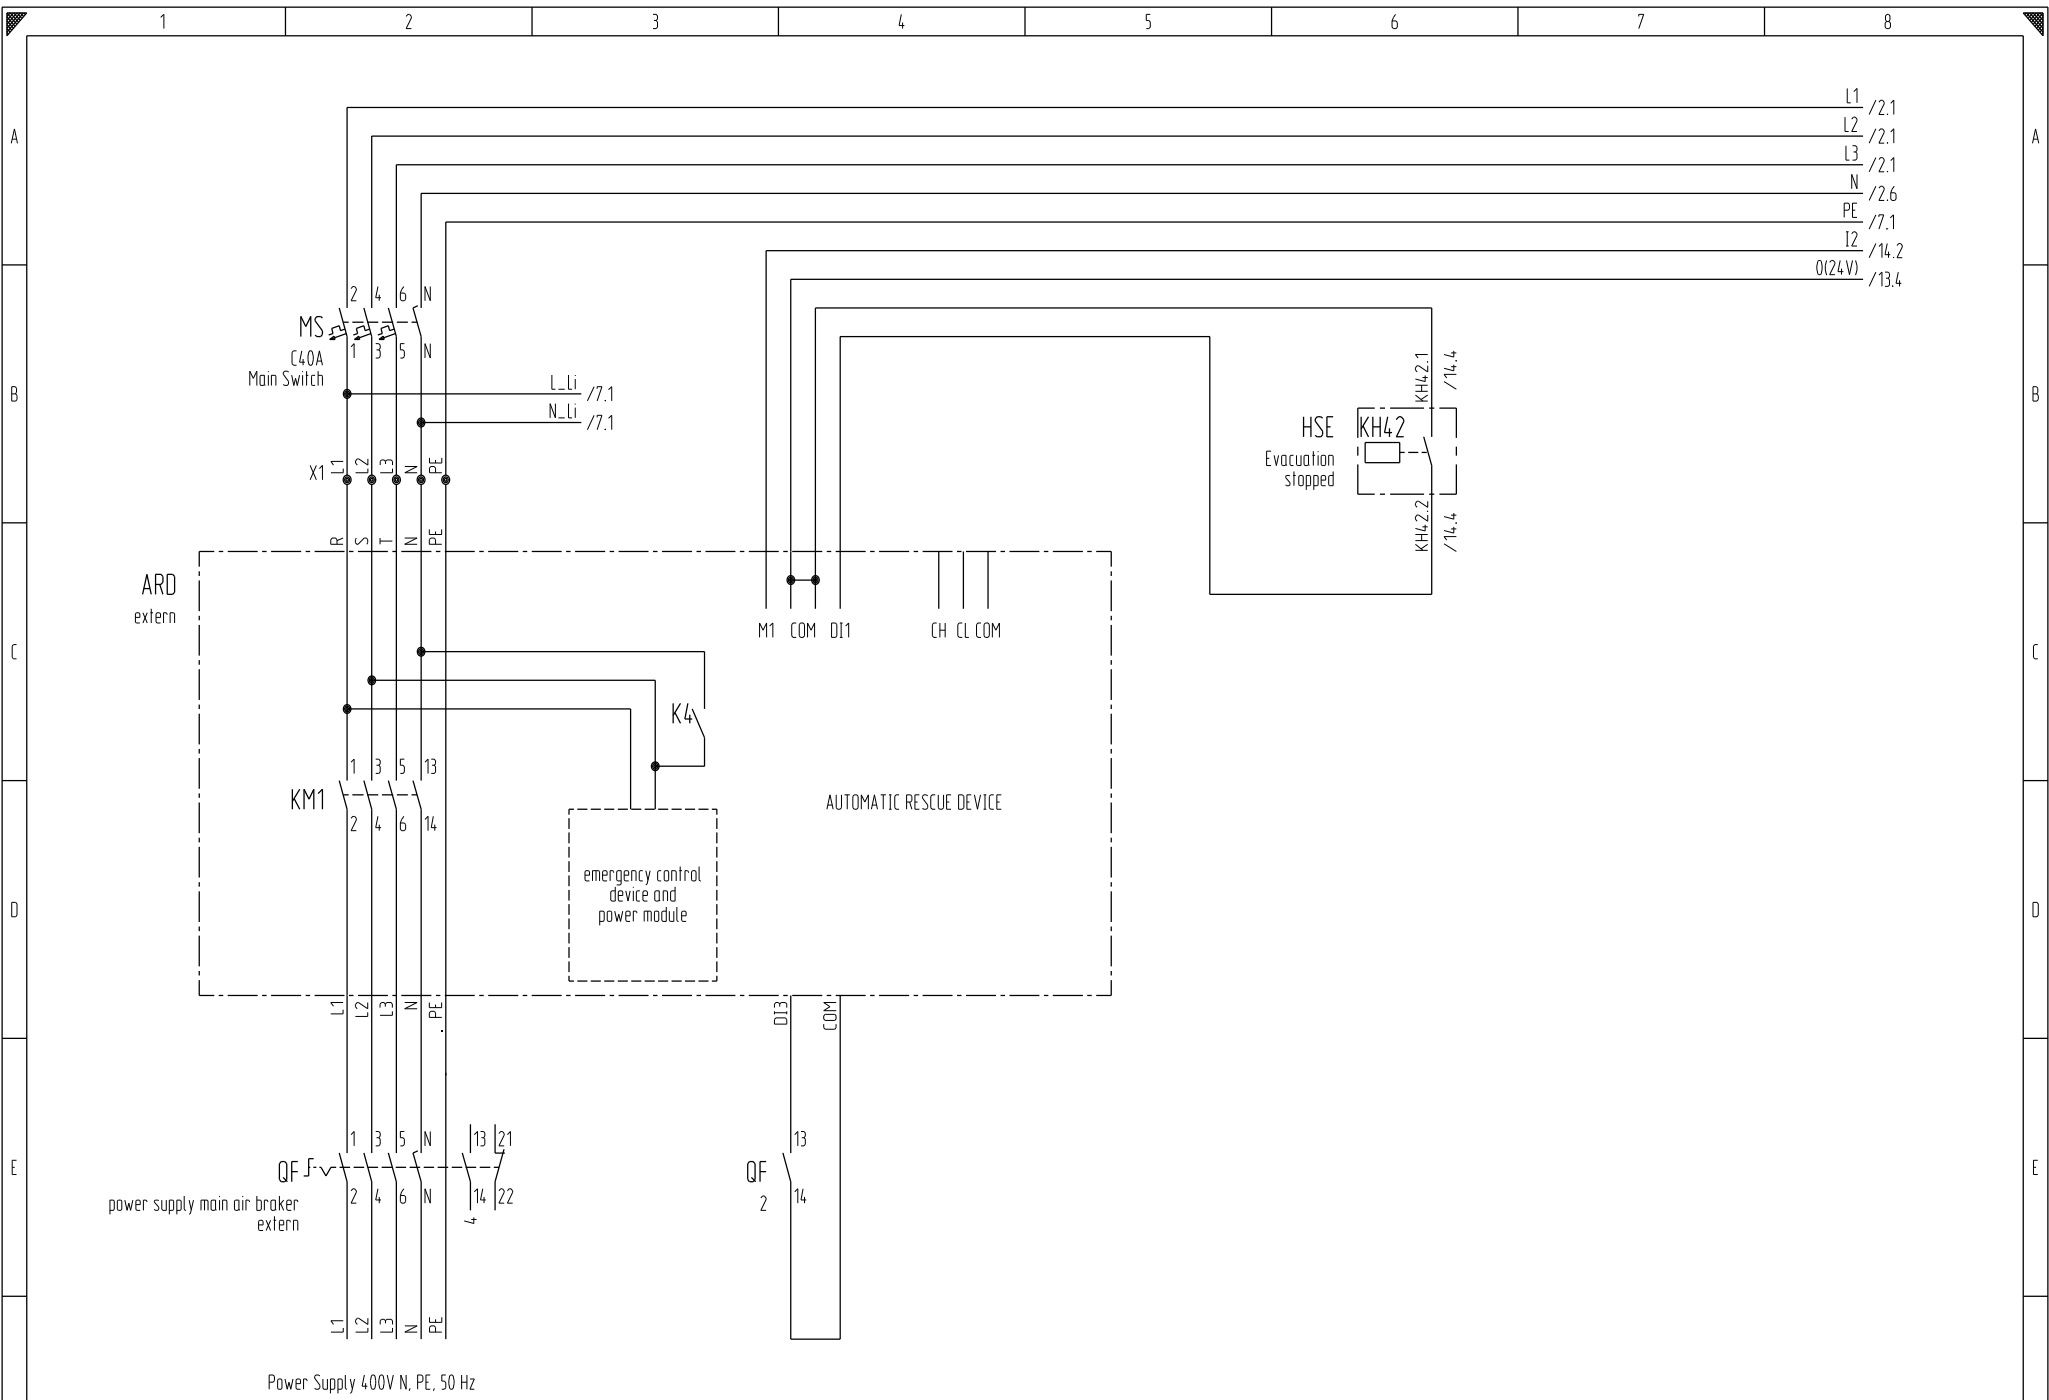 1 2 3 4 5 6 7 8
A A
L1 /2.1
L2 /2.1
L3 /2.1
N /2.6
PE /7.1
I2 /14.2
0(24V) /13.4
2 4 6 N
MS
1 3 5 N
C40A
Main Switch
B B
L_Li /7.1
N_Li /7.1
KH42.1 /14.4
HSE KH42
Evacuation
stopped
X1 L1 L2 L3 N PE
KH42.2 /14.4
R S T N PE
ARD
extern
M1 COM DI1 CH CL COM
C C
K4
1 3 5 13
KM1
2 4 6 14
AUTOMATIC RESCUE DEVICE
emergency control
device and
power module
D D
L1 L2 L3 N PE DI3 COM
1 3 5 N 13 21 13
E QF QF E
2 4 6 N 14 22 2 14
power supply main air braker
extern
4
L1 L2 L3 N PE
Power Supply 400V N, PE, 50 Hz